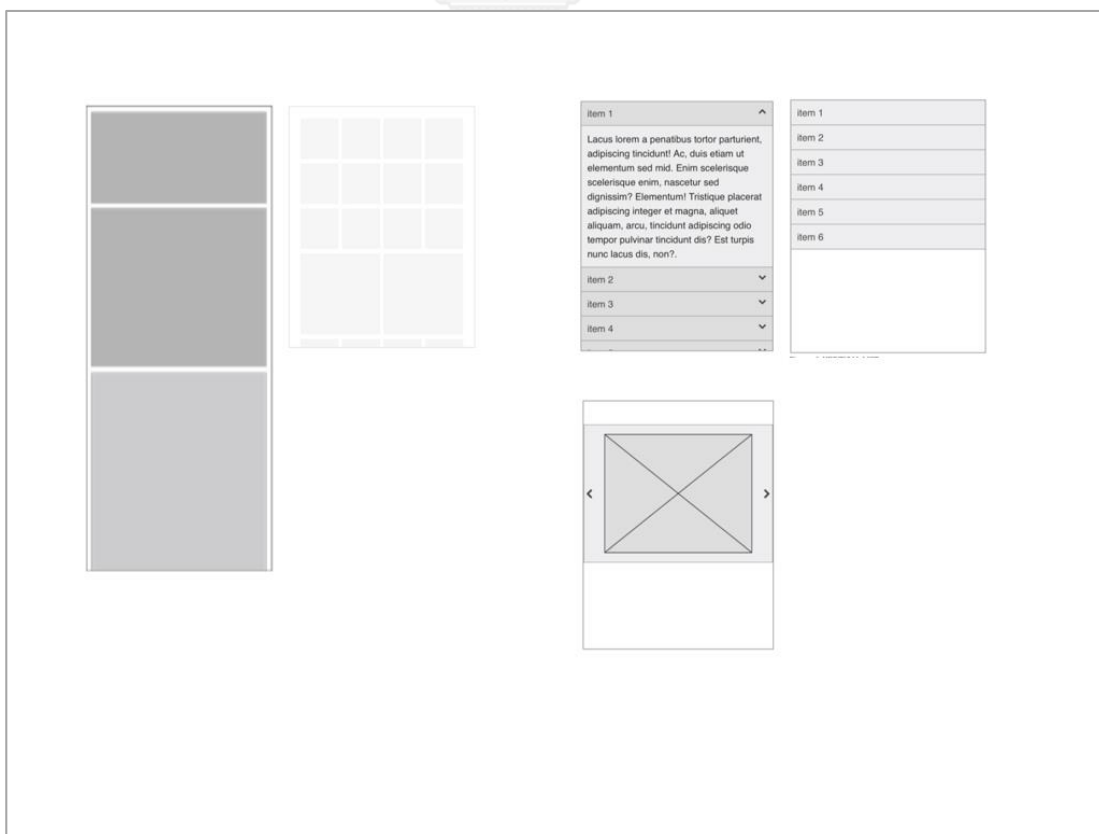 item 1
Lacus lorem a penatibus tortor parturient,
adipiscing tincidunt! Ac, duis etiam ut
elementum sed mid. Enim scelerisque
scelerisque enim, nascetur sed
dignissim? Elementum! Tristique placerat
adipiscing integer et magna, aliquet
aliquam, arcu, tincidunt adipiscing odio
tempor pulvinar tincidunt dis? Est turpis
nunc lacus dis, non?.
item 2
item 3
item 4
item 1
item 2
item 3
item 4
item 5
item 6